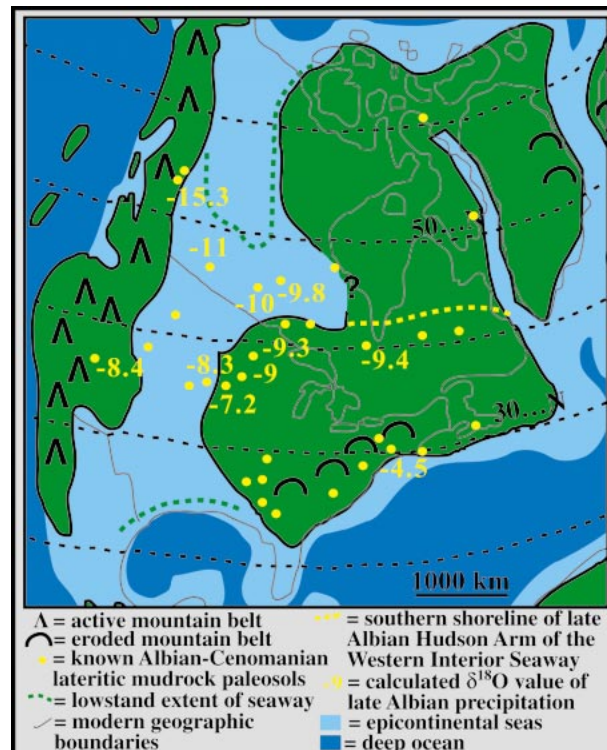 -15.3
50...
-11
?
-10
-9.8
-9.3
-9.4
-8.3
-9
-8.4
-7.2
30...N
-4.5
1000 km
Λ = active mountain belt
= eroded mountain belt
= known Albian-Cenomanian
lateritic mudrock paleosols
= lowstand extent of seaway
= modern geographic
boundaries
= southern shoreline of late
Albian Hudson Arm of the
Western Interior Seaway
-9 = calculated δ18O value of
late Albian precipitation
= epicontinental seas
= deep ocean